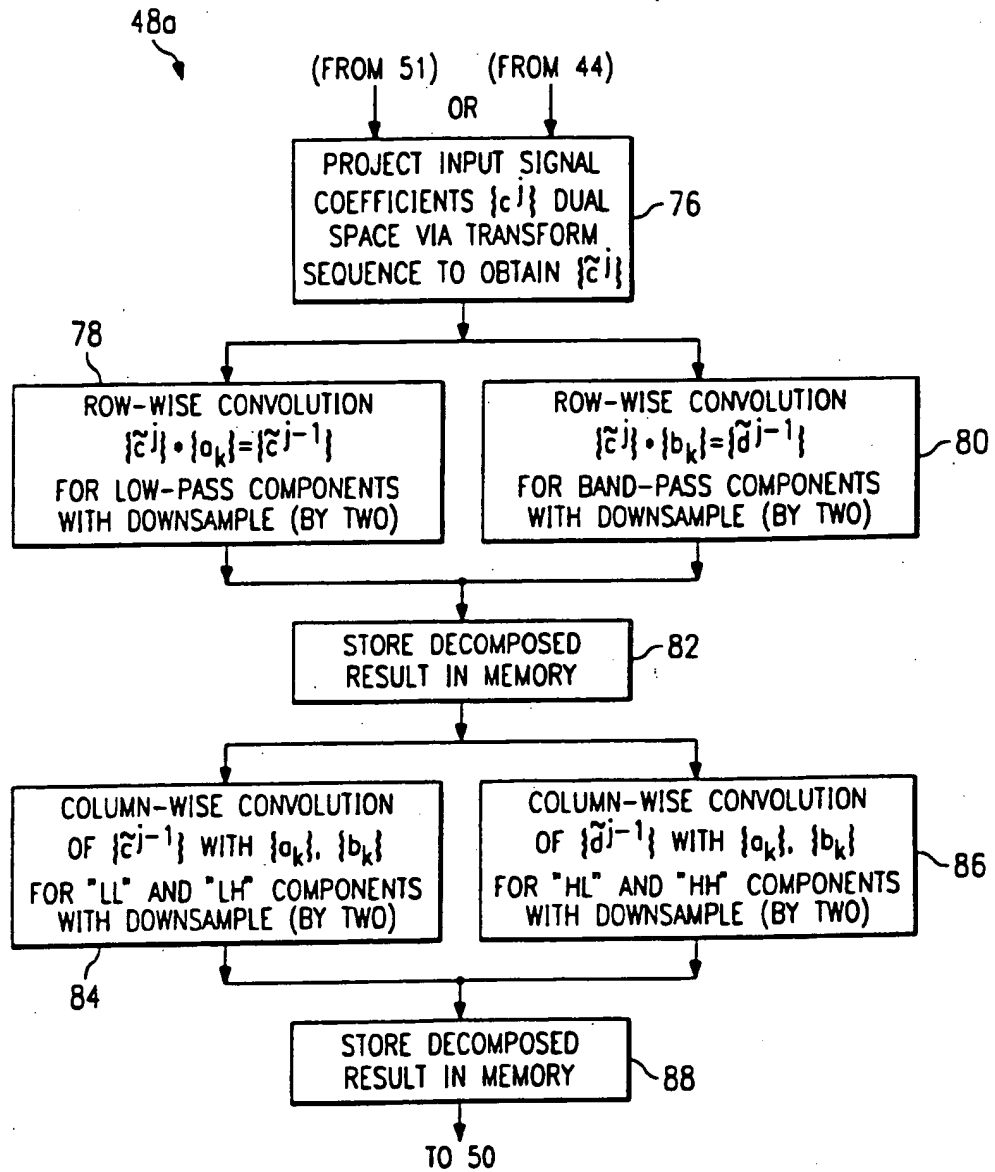 48a
(FROM 51) (FROM 44)
OR
PROJECT INPUT SIGNAL
COEFFICIENTS {c^j} DUAL
SPACE VIA TRANSFORM
SEQUENCE TO OBTAIN {c̃^j}
76
78
ROW-WISE CONVOLUTION
{c̃^j} • {a_k}={c̃^j-1}
FOR LOW-PASS COMPONENTS
WITH DOWNSAMPLE (BY TWO)
ROW-WISE CONVOLUTION
{c̃^j} • {b_k}={d̃^j-1}
FOR BAND-PASS COMPONENTS
WITH DOWNSAMPLE (BY TWO)
80
STORE DECOMPOSED
RESULT IN MEMORY
82
COLUMN-WISE CONVOLUTION
OF {c̃^j-1} WITH {a_k}, {b_k}
FOR "LL" AND "LH" COMPONENTS
WITH DOWNSAMPLE (BY TWO)
84
COLUMN-WISE CONVOLUTION
OF {d̃^j-1} WITH {a_k}, {b_k}
FOR "HL" AND "HH" COMPONENTS
WITH DOWNSAMPLE (BY TWO)
86
STORE DECOMPOSED
RESULT IN MEMORY
88
TO 50